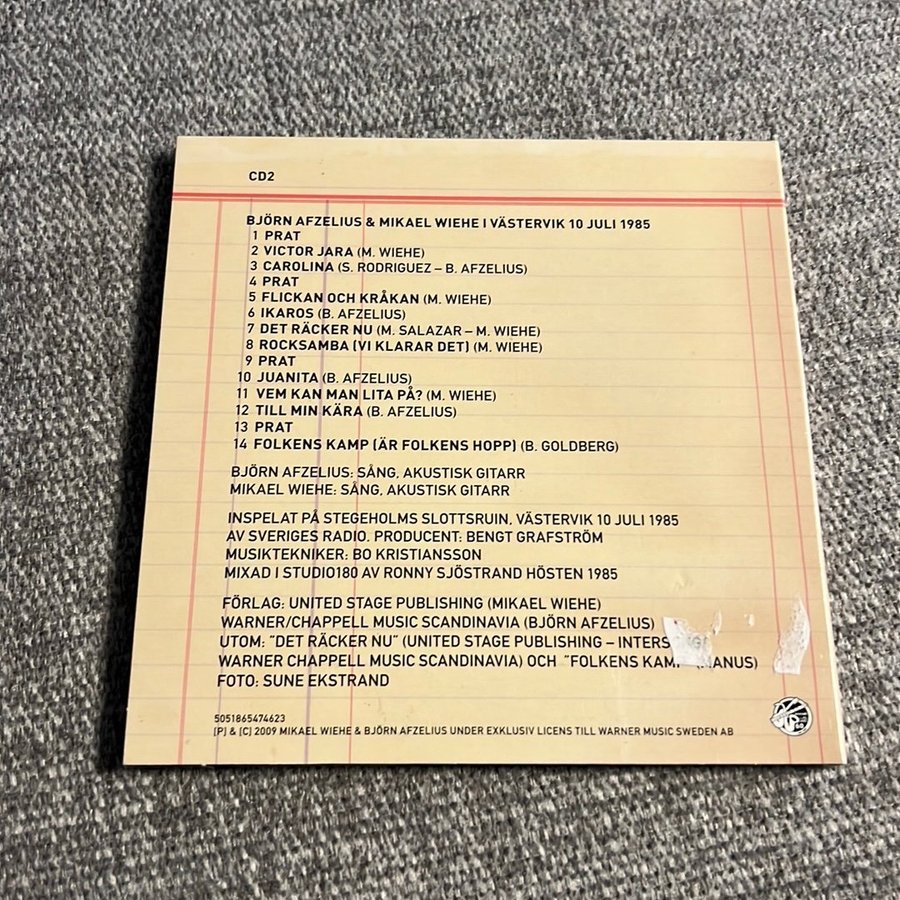 CD2
BJÖRN AFZELIUS & MIKAEL WIEHE I VÄSTERVIK 10 JULI 1985
1 PRAT
2 VICTOR JARA (M. WIEHE)
3 CAROLINA (S. RODRIGUEZ – B. AFZELIUS)
4 PRAT
5 FLICKAN OCH KRÅKAN (M. WIEHE)
6 IKAROS (B. AFZELIUS)
7 DET RÄCKER NU (M. SALAZAR – M. WIEHE)
8 ROCKSAMBA (VI KLARAR DET) (M. WIEHE)
9 PRAT
10 JUANITA (B. AFZELIUS)
11 VEM KAN MAN LITA PÅ? (M. WIEHE)
12 TILL MIN KÄRA (B. AFZELIUS)
13 PRAT
14 FOLKENS KAMP (ÄR FOLKENS HOPP) (B. GOLDBERG)
BJÖRN AFZELIUS: SÅNG, AKUSTISK GITARR
MIKAEL WIEHE: SÅNG, AKUSTISK GITARR
INSPELAT PÅ STEGEHOLMS SLOTTSRUIN, VÄSTERVIK 10 JULI 1985
AV SVERIGES RADIO. PRODUCENT: BENGT GRAFSTRÖM
MUSIKTEKNIKER: BO KRISTIANSSON
MIXAD I STUDIO180 AV RONNY SJÖSTRAND HÖSTEN 1985
FÖRLAG: UNITED STAGE PUBLISHING (MIKAEL WIEHE)
WARNER/CHAPPELL MUSIC SCANDINAVIA (BJÖRN AFZELIUS)
UTOM: ”DET RÄCKER NU” (UNITED STAGE PUBLISHING –
WARNER CHAPPELL MUSIC SCANDINAVIA) OCH ”FOLKENS
FOTO: SUNE EKSTRAND
5051865474623
(P) & (C) 2009 MIKAEL WIEHE & BJÖRN AFZELIUS UNDER EXKLUSIV LICENS TILL WARNER MUSIC SWEDEN AB